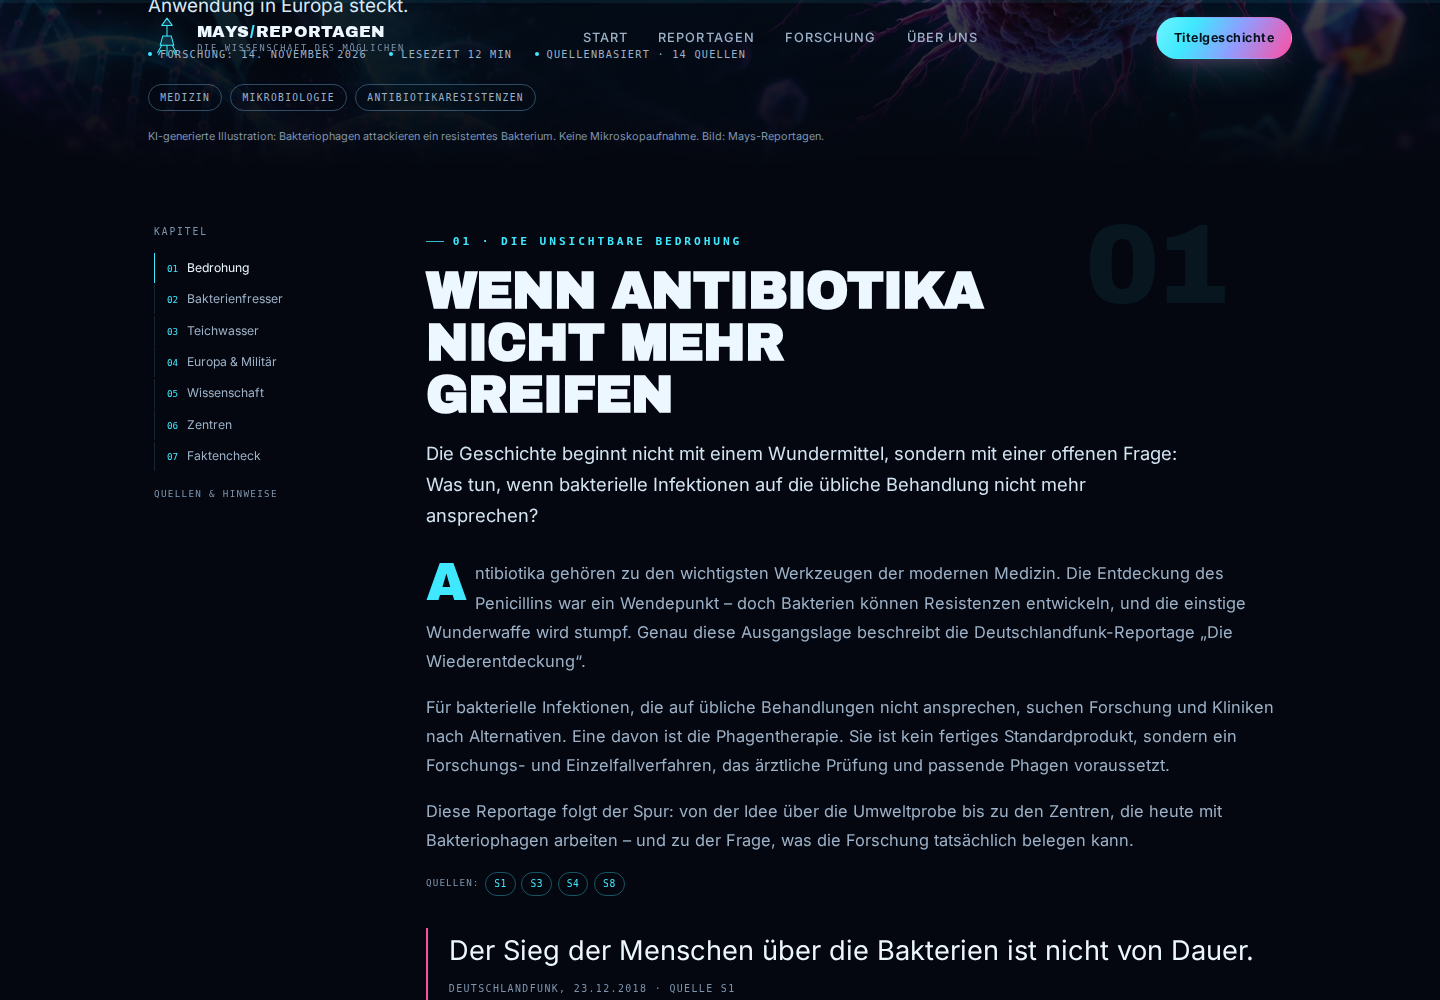 Anwendung in Europa steckt.
MAYS/REPORTAGEN
DIE WISSENSCHAFT DES MÖGLICHEN
START
REPORTAGEN
FORSCHUNG
ÜBER UNS
Titelgeschichte
FORSCHUNG: 14. NOVEMBER 2026
LESEZEIT 12 MIN
QUELLENBASIERT · 14 QUELLEN
MEDIZIN
MIKROBIOLOGIE
ANTIBIOTIKARESISTENZEN
KI-generierte Illustration: Bakteriophagen attackieren ein resistentes Bakterium. Keine Mikroskopaufnahme. Bild: Mays-Reportagen.
KAPITEL
01 Bedrohung
02 Bakterienfresser
03 Teichwasser
04 Europa & Militär
05 Wissenschaft
06 Zentren
07 Faktencheck
QUELLEN & HINWEISE
01 · DIE UNSICHTBARE BEDROHUNG
01
WENN ANTIBIOTIKA
NICHT MEHR
GREIFEN
Die Geschichte beginnt nicht mit einem Wundermittel, sondern mit einer offenen Frage:
Was tun, wenn bakterielle Infektionen auf die übliche Behandlung nicht mehr
ansprechen?
Antibiotika gehören zu den wichtigsten Werkzeugen der modernen Medizin. Die Entdeckung des
Penicillins war ein Wendepunkt – doch Bakterien können Resistenzen entwickeln, und die einstige
Wunderwaffe wird stumpf. Genau diese Ausgangslage beschreibt die Deutschlandfunk-Reportage „Die
Wiederentdeckung“.
Für bakterielle Infektionen, die auf übliche Behandlungen nicht ansprechen, suchen Forschung und Kliniken
nach Alternativen. Eine davon ist die Phagentherapie. Sie ist kein fertiges Standardprodukt, sondern ein
Forschungs- und Einzelfallverfahren, das ärztliche Prüfung und passende Phagen voraussetzt.
Diese Reportage folgt der Spur: von der Idee über die Umweltprobe bis zu den Zentren, die heute mit
Bakteriophagen arbeiten – und zu der Frage, was die Forschung tatsächlich belegen kann.
QUELLEN: S1 S3 S4 S8
Der Sieg der Menschen über die Bakterien ist nicht von Dauer.
DEUTSCHLANDFUNK, 23.12.2018 · QUELLE S1